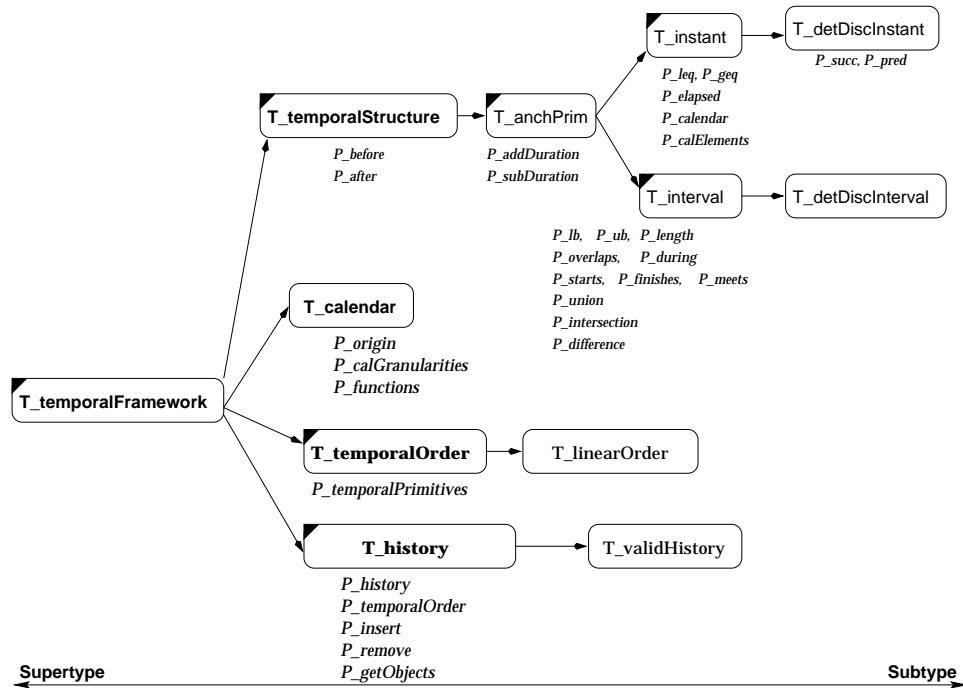 T_instant
P_leq, P_geq
P_elapsed
P_calendar
P_calElements
T_detDiscInstant
P_succ, P_pred
T_temporalStructure
P_before
P_after
T_anchPrim
P_addDuration
P_subDuration
T_interval
P_lb, P_ub, P_length
P_overlaps, P_during
P_starts, P_finishes, P_meets
P_union
P_intersection
P_difference
T_detDiscInterval
T_calendar
P_origin
P_calGranularities
P_functions
T_temporalFramework
T_temporalOrder
P_temporalPrimitives
T_linearOrder
T_history
P_history
P_temporalOrder
P_insert
P_remove
P_getObjects
T_validHistory
Supertype
Subtype